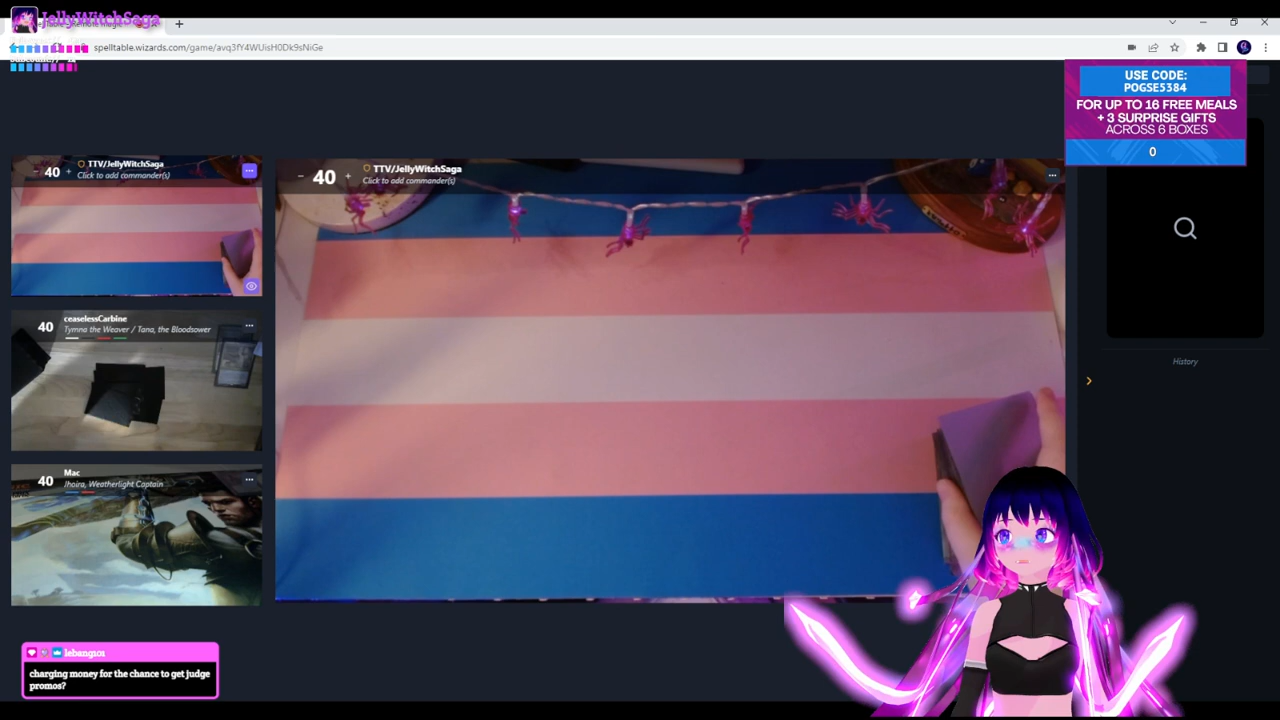 JellyWitchSaga
spelltable.wizards.com/game/avq3fY4WUisH0Dk9sNiGe
USE CODE:
POGSE5384
FOR UP TO 16 FREE MEALS
+ 3 SURPRISE GIFTS
ACROSS 6 BOXES
0
40
TTV/JellyWitchSaga
Click to add commander(s)
40
TTV/JellyWitchSaga
Click to add commander(s)
40
ceaselessCarbine
Tymna the Weaver / Tana, the Bloodsower
History
40
Mac
Jhoira, Weatherlight Captain
lebang101
charging money for the chance to get judge
promos?